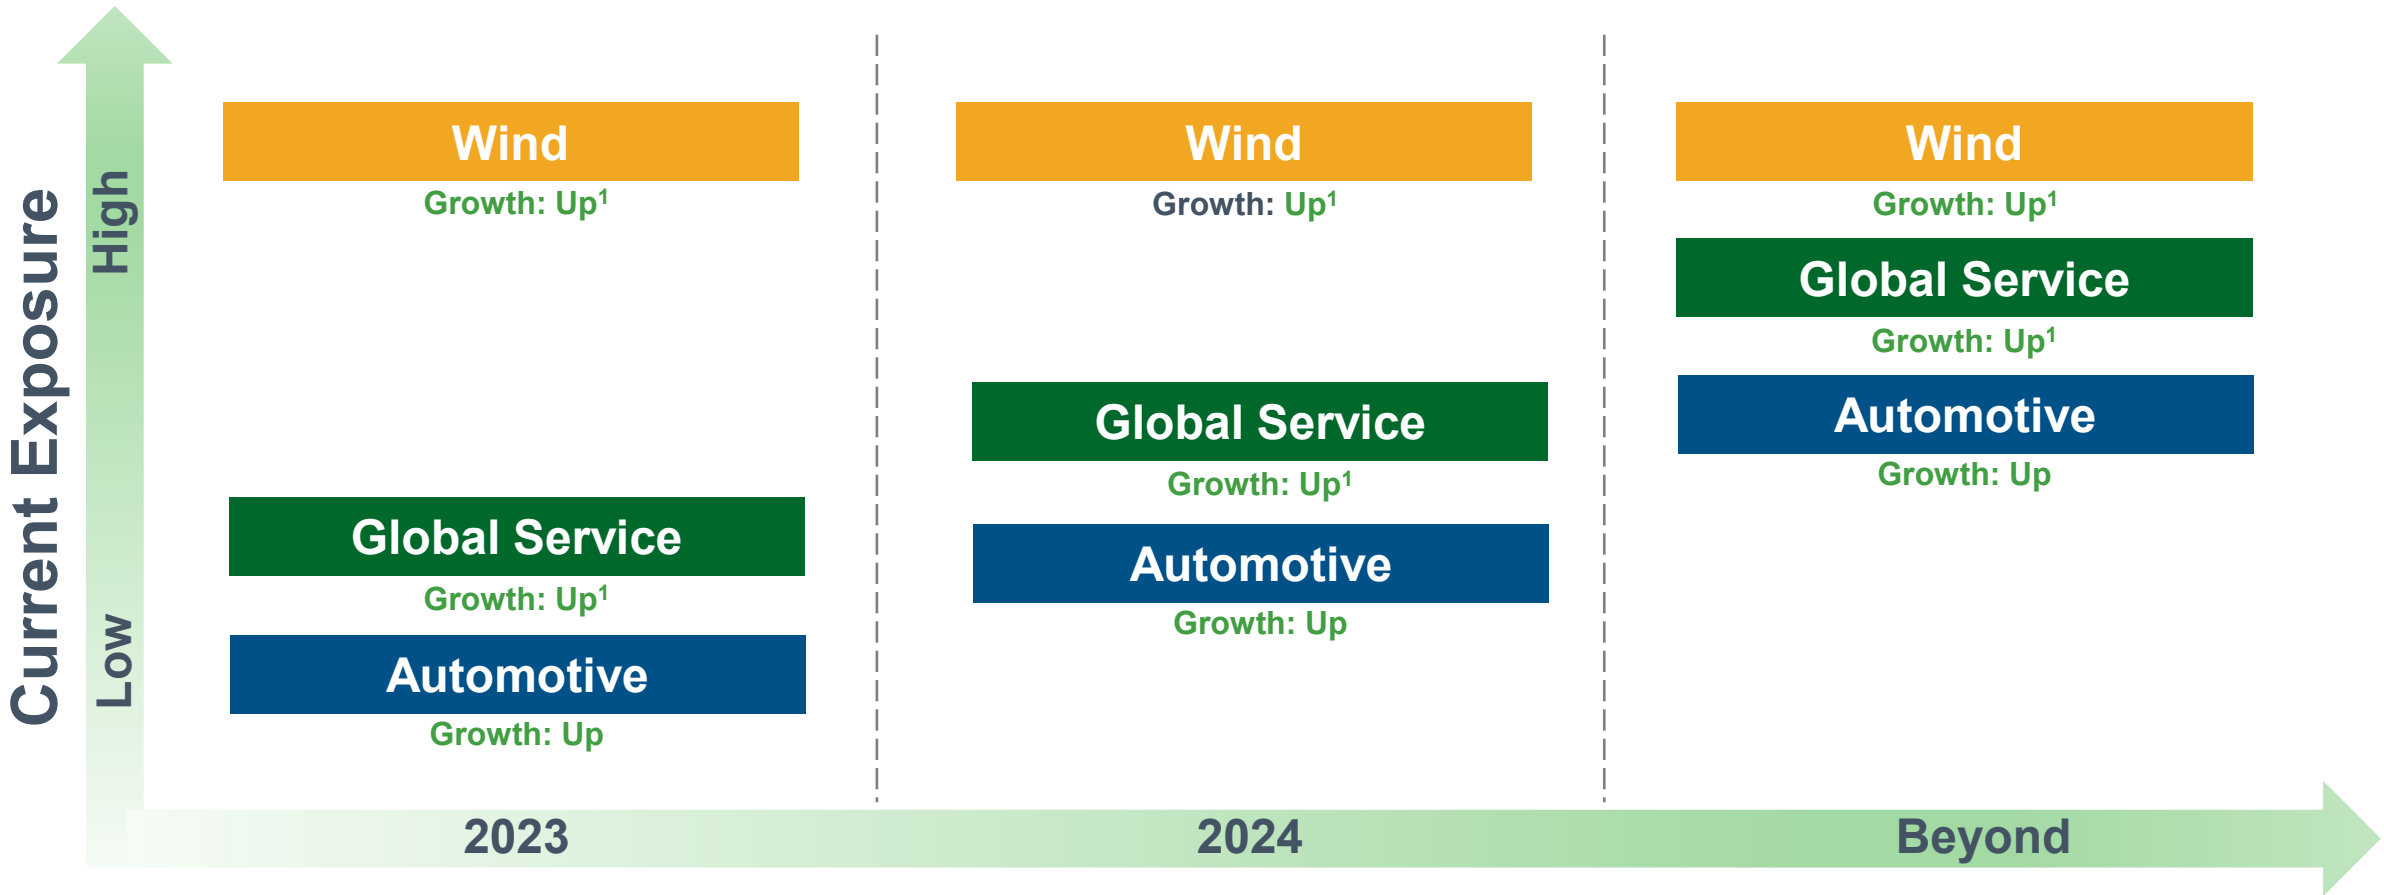 Current Exposure
High
Low
Wind
Growth: Up¹
Global Service
Growth: Up¹
Automotive
Growth: Up
Wind
Growth: Up¹
Global Service
Growth: Up¹
Automotive
Growth: Up
Wind
Growth: Up¹
Global Service
Growth: Up¹
Automotive
Growth: Up
2023
2024
Beyond